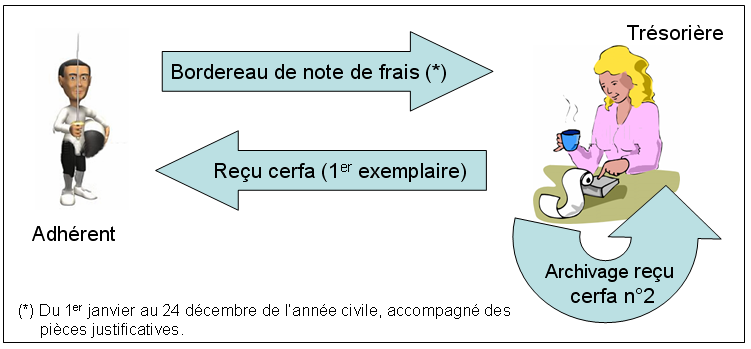 Trésorière
Bordereau de note de frais (*)
Reçu cerfa (1er exemplaire)
Adhérent
Archivage reçu
cerfa n°2
(*) Du 1er janvier au 24 décembre de l'année civile, accompagné des
pièces justificatives.